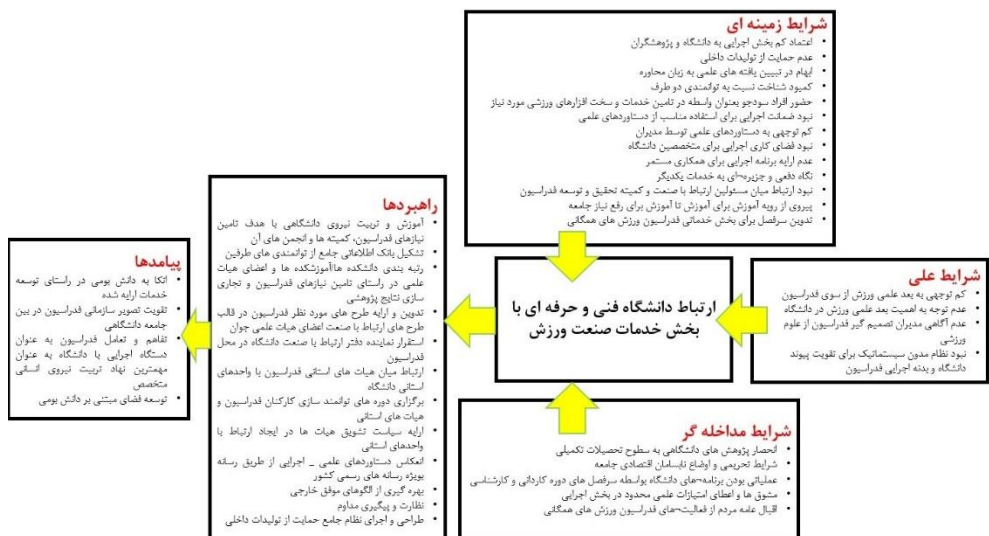 شرایط زمینه ای
اعتماد کم بخش اجرایی به دانشگاه و پژوهشگران
عدم حمایت از تولیدات داخلی
ابهام در تبیین یافته های علمی به زبان محاوره
کمبود شناخت نسبت به توانمندی دو طرف
حضور افراد سودجو بعنوان واسطه در تامین خدمات و سخت افزارهای ورزشی مورد نیاز
نبود ضمانت اجرایی برای استفاده مناسب از دستاوردهای علمی
کم توجهی به دستاوردهای علمی توسط مدیران
نبود فضای کاری اجرایی برای متخصصین دانشگاه
عدم ارایه برنامه اجرایی برای همکاری مستمر
نگاه دفعی و جزیره¬ای به خدمات یکدیگر
نبود ارتباط میان مسئولین ارتباط با صنعت و کمیته تحقیق و توسعه فدراسیون
پیروی از رویه آموزش برای آموزش تا آموزش برای رفع نیاز جامعه
تدوین سرفصل برای بخش خدماتی فدراسیون ورزش های همگانی
شرایط علی
کم توجهی به بعد علمی ورزش از سوی فدراسیون
عدم توجه به اهمیت بعد علمی ورزش در دانشگاه
عدم آگاهی مدیران تصمیم گیر فدراسیون از علوم
ورزشی
نبود نظام مدون سیستماتیک برای تقویت پیوند
دانشگاه و بدنه اجرایی فدراسیون
ارتباط دانشگاه فنی و حرفه ای با
بخش خدمات صنعت ورزش
شرایط مداخله گر
انحصار پژوهش های دانشگاهی به سطوح تحصیلات تکمیلی
شرایط تحریمی و اوضاع نابسامان اقتصادی جامعه
عملیاتی بودن برنامه¬های دانشگاه بواسطه سرفصل های دوره کاردانی و کارشناسی
مشوق ها و اعطای امتیازات علمی محدود در بخش اجرایی
اقبال عامه مردم از فعالیت¬های فدراسیون ورزش های همگانی
راهبردها
آموزش و تربیت نیروی دانشگاهی با هدف تامین
نیازهای فدراسیون، کمیته ها و انجمن های آن
تشکیل بانک اطلاعاتی جامع از توانمندی های طرفین
رتبه بندی دانشکده ها/آموزشکده ها و اعضای هیات
علمی در راستای تامین نیازهای فدراسیون و تجاری
سازی نتایج پژوهشی
تدوین و ارایه طرح های مورد نظر فدراسیون در قالب
طرح های ارتباط با صنعت اعضای هیات علمی جوان
استقرار نماینده دفتر ارتباط با صنعت دانشگاه در محل
فدراسیون
ارتباط میان هیات های استانی فدراسیون با واحدهای
استانی دانشگاه
برگزاری دوره های توانمند سازی کارکنان فدراسیون و
هیات های استانی
ارایه سیاست تشویق هیات ها در ایجاد ارتباط با
واحدهای استانی
انعکاس دستاوردهای علمی _ اجرایی از طریق رسانه
بویژه رسانه های رسمی کشور
بهره گیری از الگوهای موفق خارجی
نظارت و پیگیری مداوم
طراحی و اجرای نظام جامع حمایت از تولیدات داخلی
پیامدها
اتکا به دانش بومی در راستای توسعه
خدمات ارایه شده
تقویت تصویر سازمانی فدراسیون در بین
جامعه دانشگاهی
تفاهم و تعامل فدراسیون به عنوان
دستگاه اجرایی با دانشگاه به عنوان
مهمترین نهاد تربیت نیروی انسانی
متخصص
توسعه فضای مبتنی بر دانش بومی